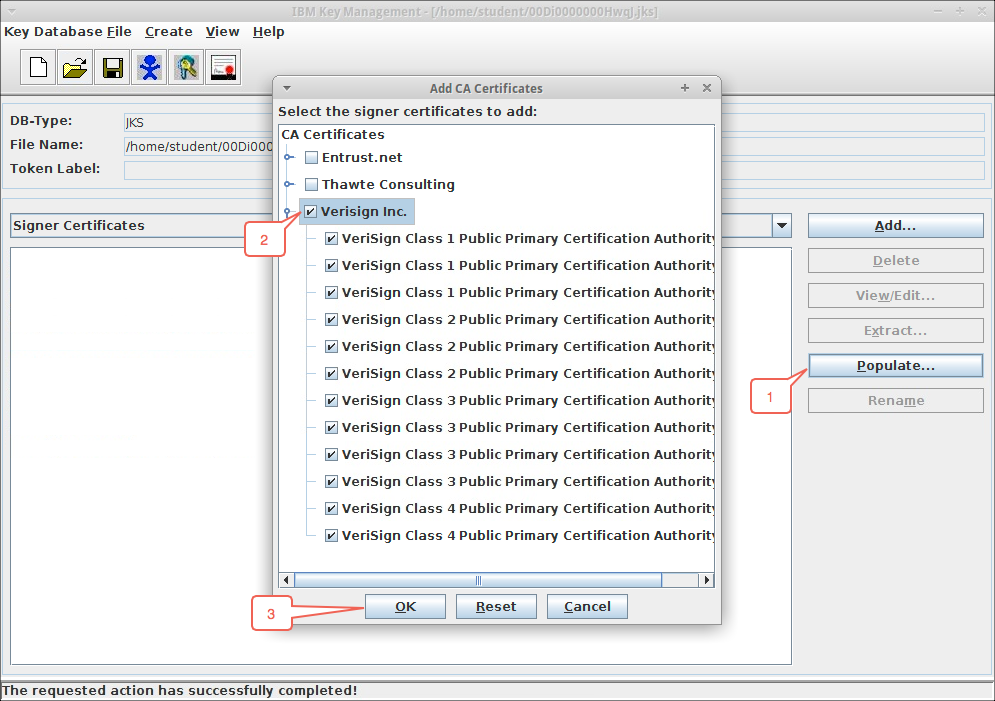 IBM Key Management - [/home/student/00Di0000000HwqJ.jks]
Key Database File Create View Help
Add CA Certificates
Select the signer certificates to add:
DB-Type: JKS
File Name: /home/student/00Di000
Token Label:
CA Certificates
Entrust.net
Thawte Consulting
Verisign Inc.
Signer Certificates
2
VeriSign Class 1 Public Primary Certification Authority
VeriSign Class 1 Public Primary Certification Authority
VeriSign Class 1 Public Primary Certification Authority
VeriSign Class 2 Public Primary Certification Authority
VeriSign Class 2 Public Primary Certification Authority
VeriSign Class 2 Public Primary Certification Authority
VeriSign Class 3 Public Primary Certification Authority
VeriSign Class 3 Public Primary Certification Authority
VeriSign Class 3 Public Primary Certification Authority
VeriSign Class 3 Public Primary Certification Authority
VeriSign Class 4 Public Primary Certification Authority
VeriSign Class 4 Public Primary Certification Authority
Add...
Delete
View/Edit...
Extract...
Populate...
1
Rename
3
OK Reset Cancel
The requested action has successfully completed!